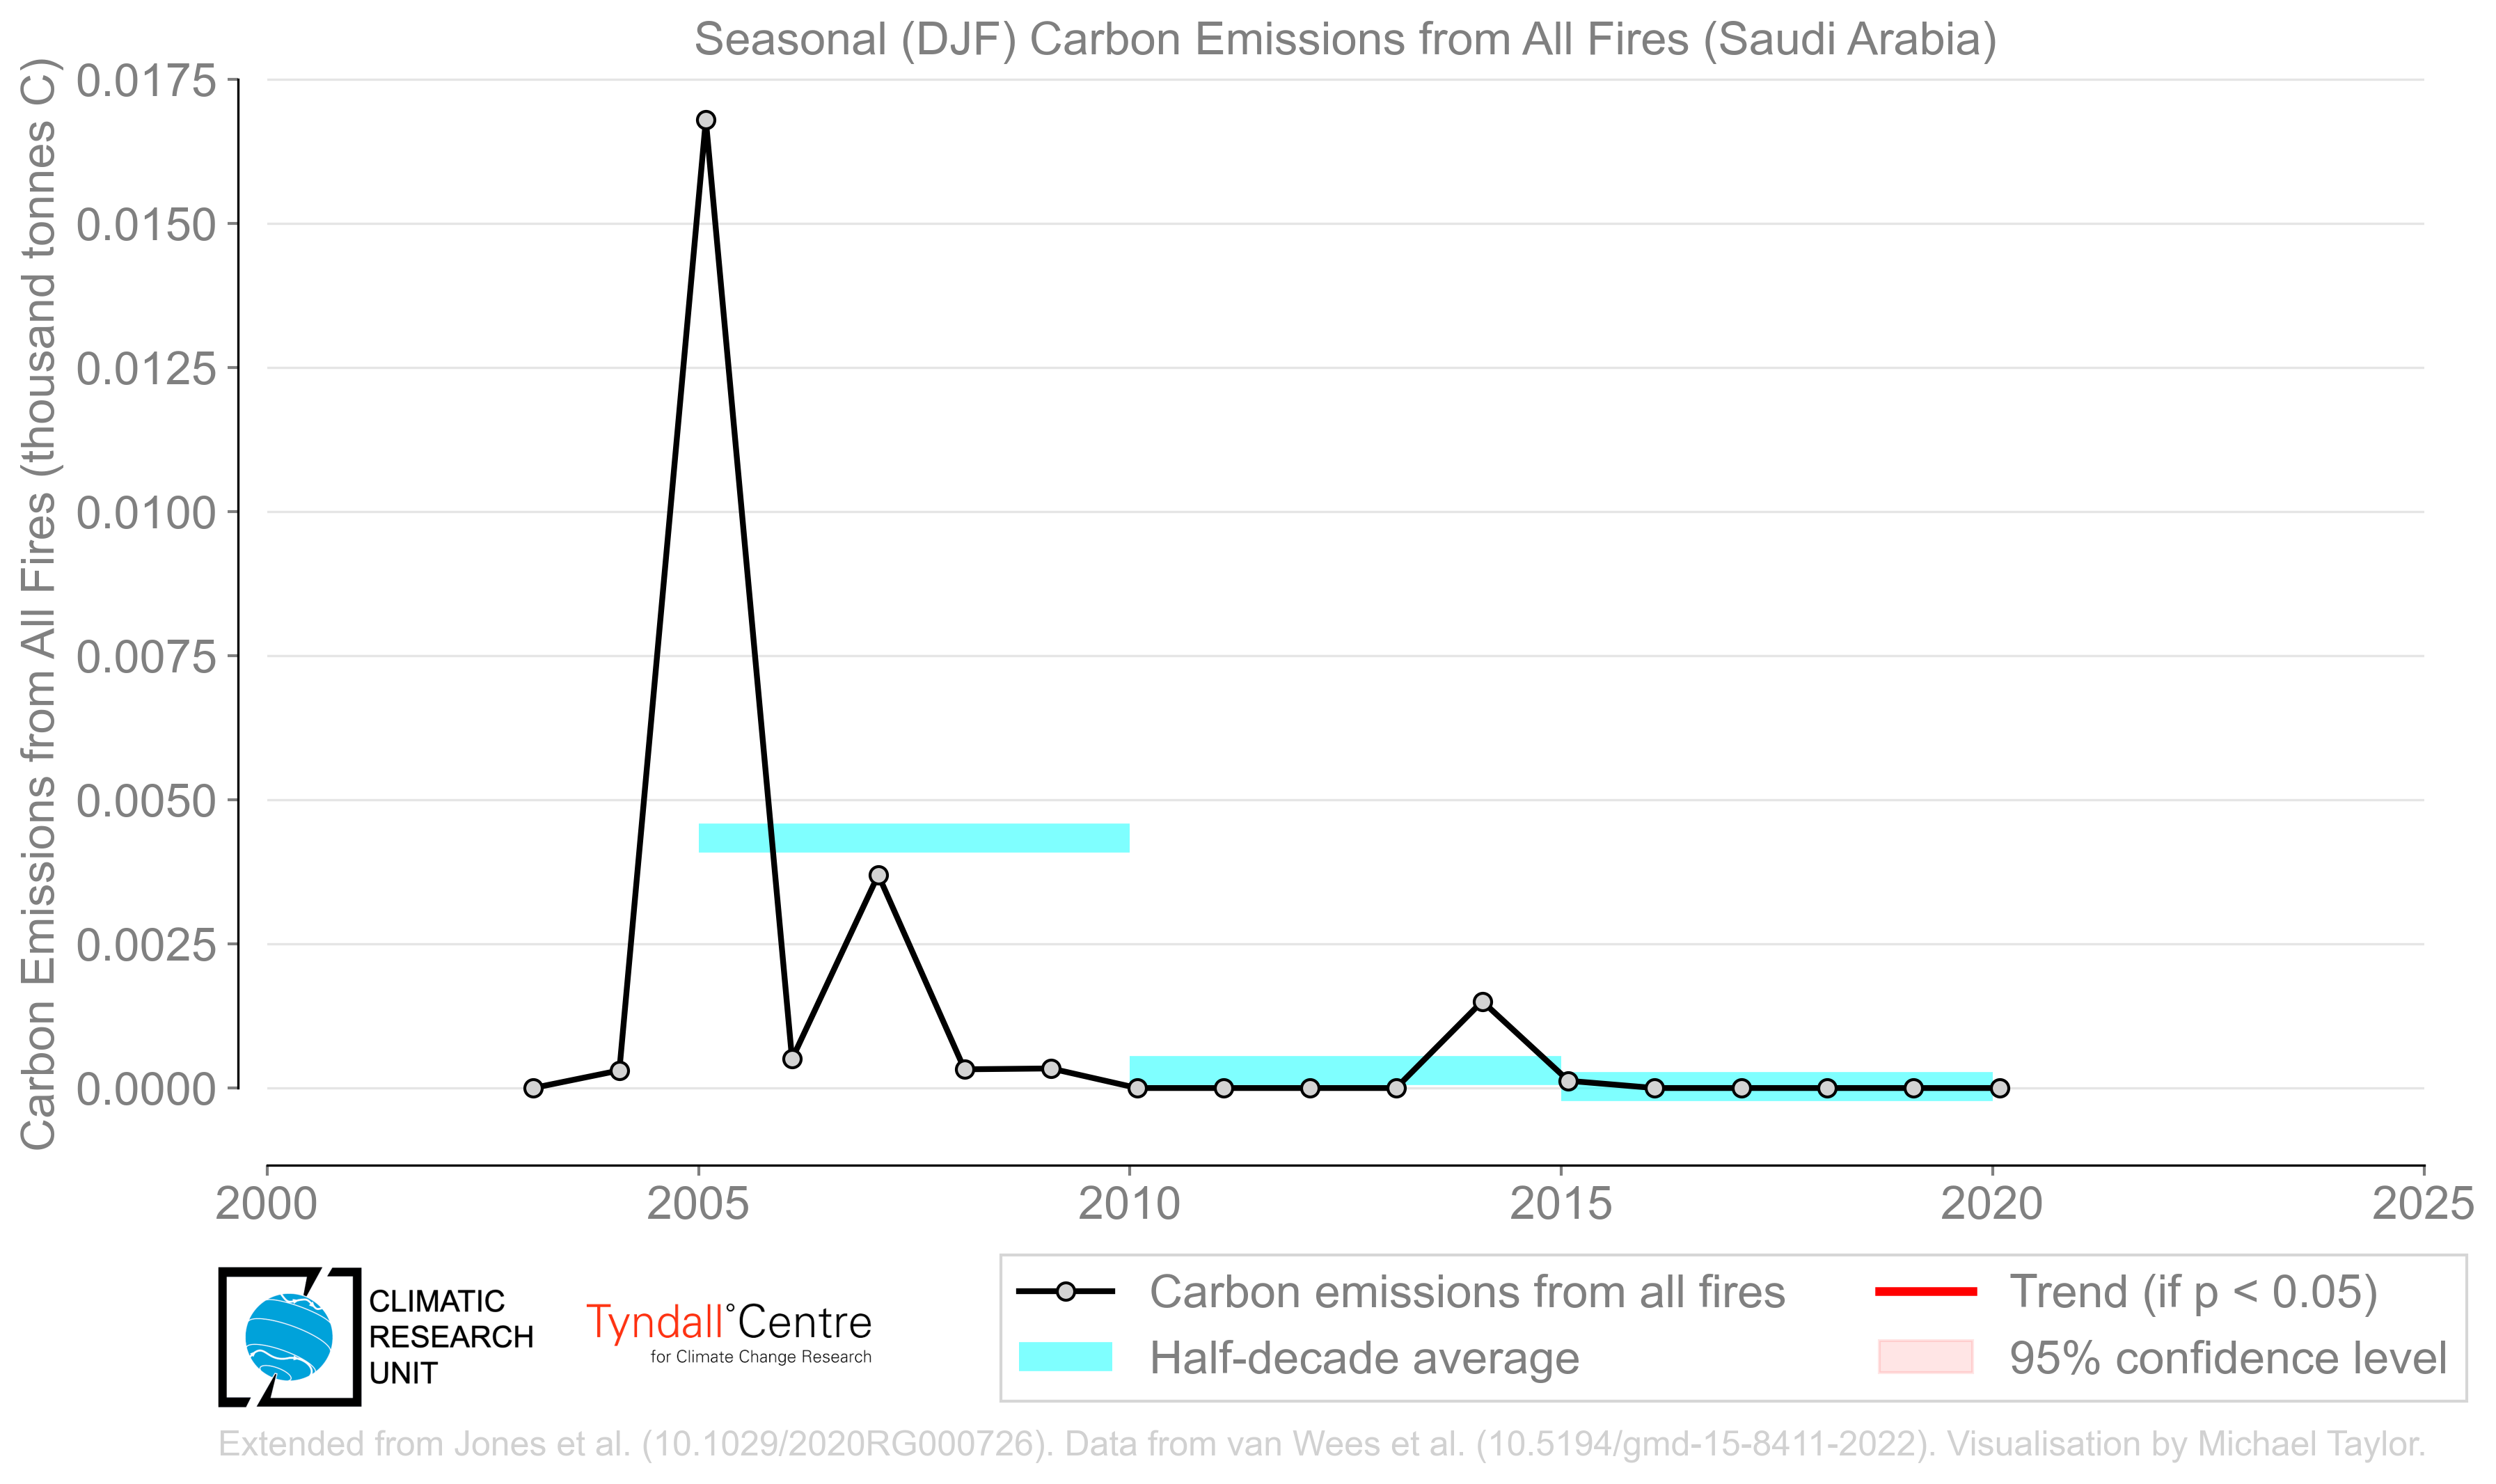 Seasonal (DJF) Carbon Emissions from All Fires (Saudi Arabia)
Carbon Emissions from All Fires (thousand tonnes C)
0.0175
0.0150
0.0125
0.0100
0.0075
0.0050
0.0025
0.0000
2000 2005 2010 2015 2020 2025
CLIMATIC
RESEARCH
UNIT
Tyndall°Centre
for Climate Change Research
Carbon emissions from all fires
Half-decade average
Trend (if p < 0.05)
95% confidence level
Extended from Jones et al. (10.1029/2020RG000726). Data from van Wees et al. (10.5194/gmd-15-8411-2022). Visualisation by Michael Taylor.